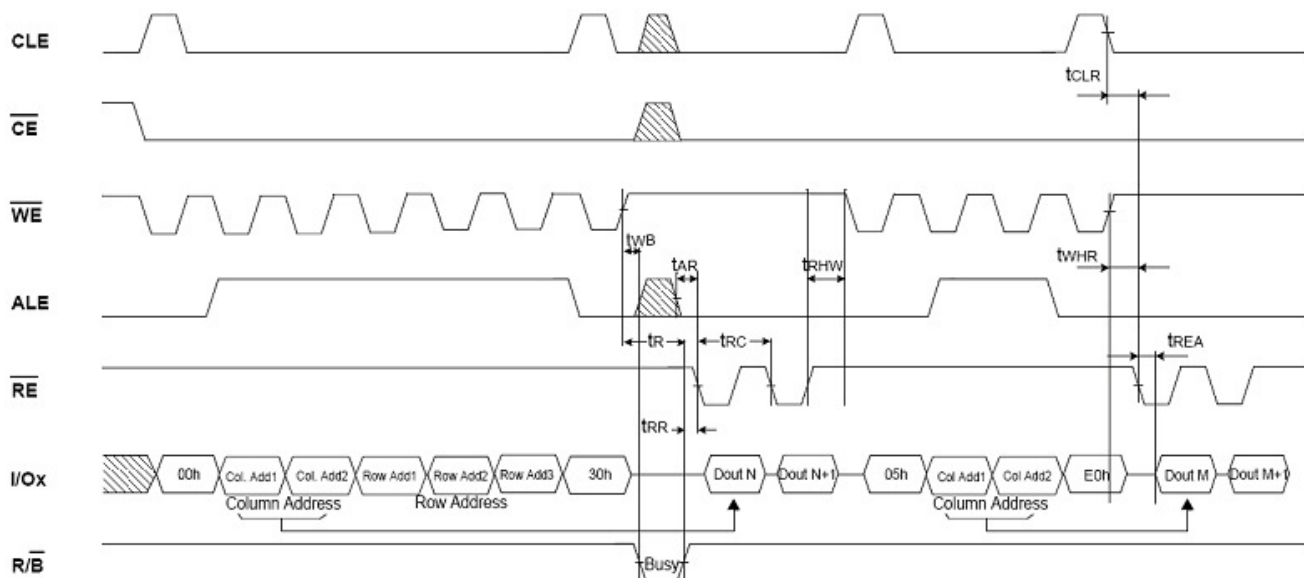 CLE
tCLR
CE
WE
tWB
tAR
tRHW
tWHR
ALE
tR
tRC
tREA
RE
tRR
I/Ox
00h Col. Add1 Col. Add2 Row Add1 Row Add2 Row Add3 30h Dout N Dout N+1 05h Col Add1 Col Add2 E0h Dout M Dout M+1
Column Address Row Address Column Address
R/B
Busy